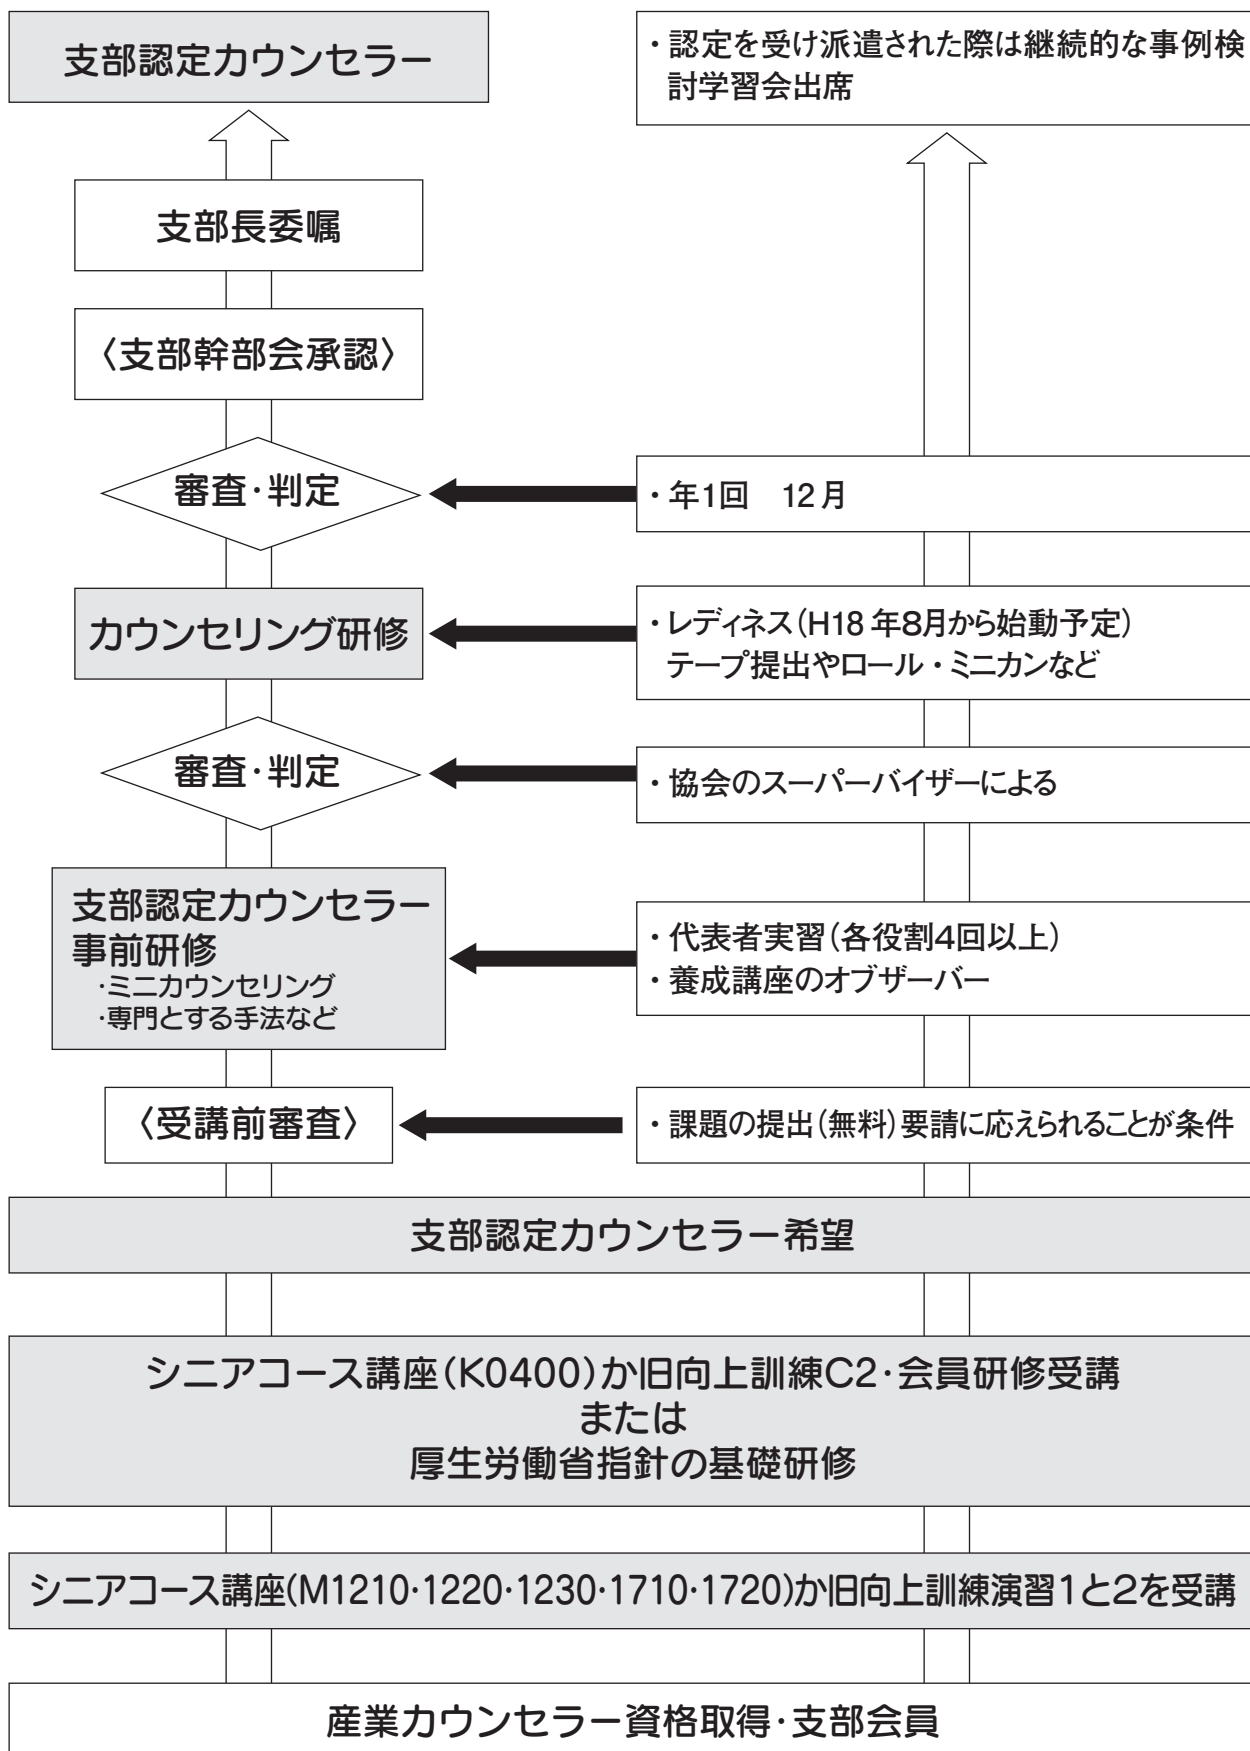 支部認定カウンセラー
・認定を受け派遣された際は継続的な事例検
討学習会出席
支部長委嘱
〈支部幹部会承認〉
審査・判定
・年1回　12月
カウンセリング研修
・レディネス(H18年8月から始動予定)
テープ提出やロール・ミニカンなど
審査・判定
・協会のスーパーバイザーによる
支部認定カウンセラー
事前研修
・ミニカウンセリング
・専門とする手法など
・代表者実習(各役割4回以上)
・養成講座のオブザーバー
〈受講前審査〉
・課題の提出(無料)要請に応えられることが条件
支部認定カウンセラー希望
シニアコース講座(K0400)か旧向上訓練C2・会員研修受講
または
厚生労働省指針の基礎研修
シニアコース講座(M1210・1220・1230・1710・1720)か旧向上訓練演習1と2を受講
産業カウンセラー資格取得・支部会員